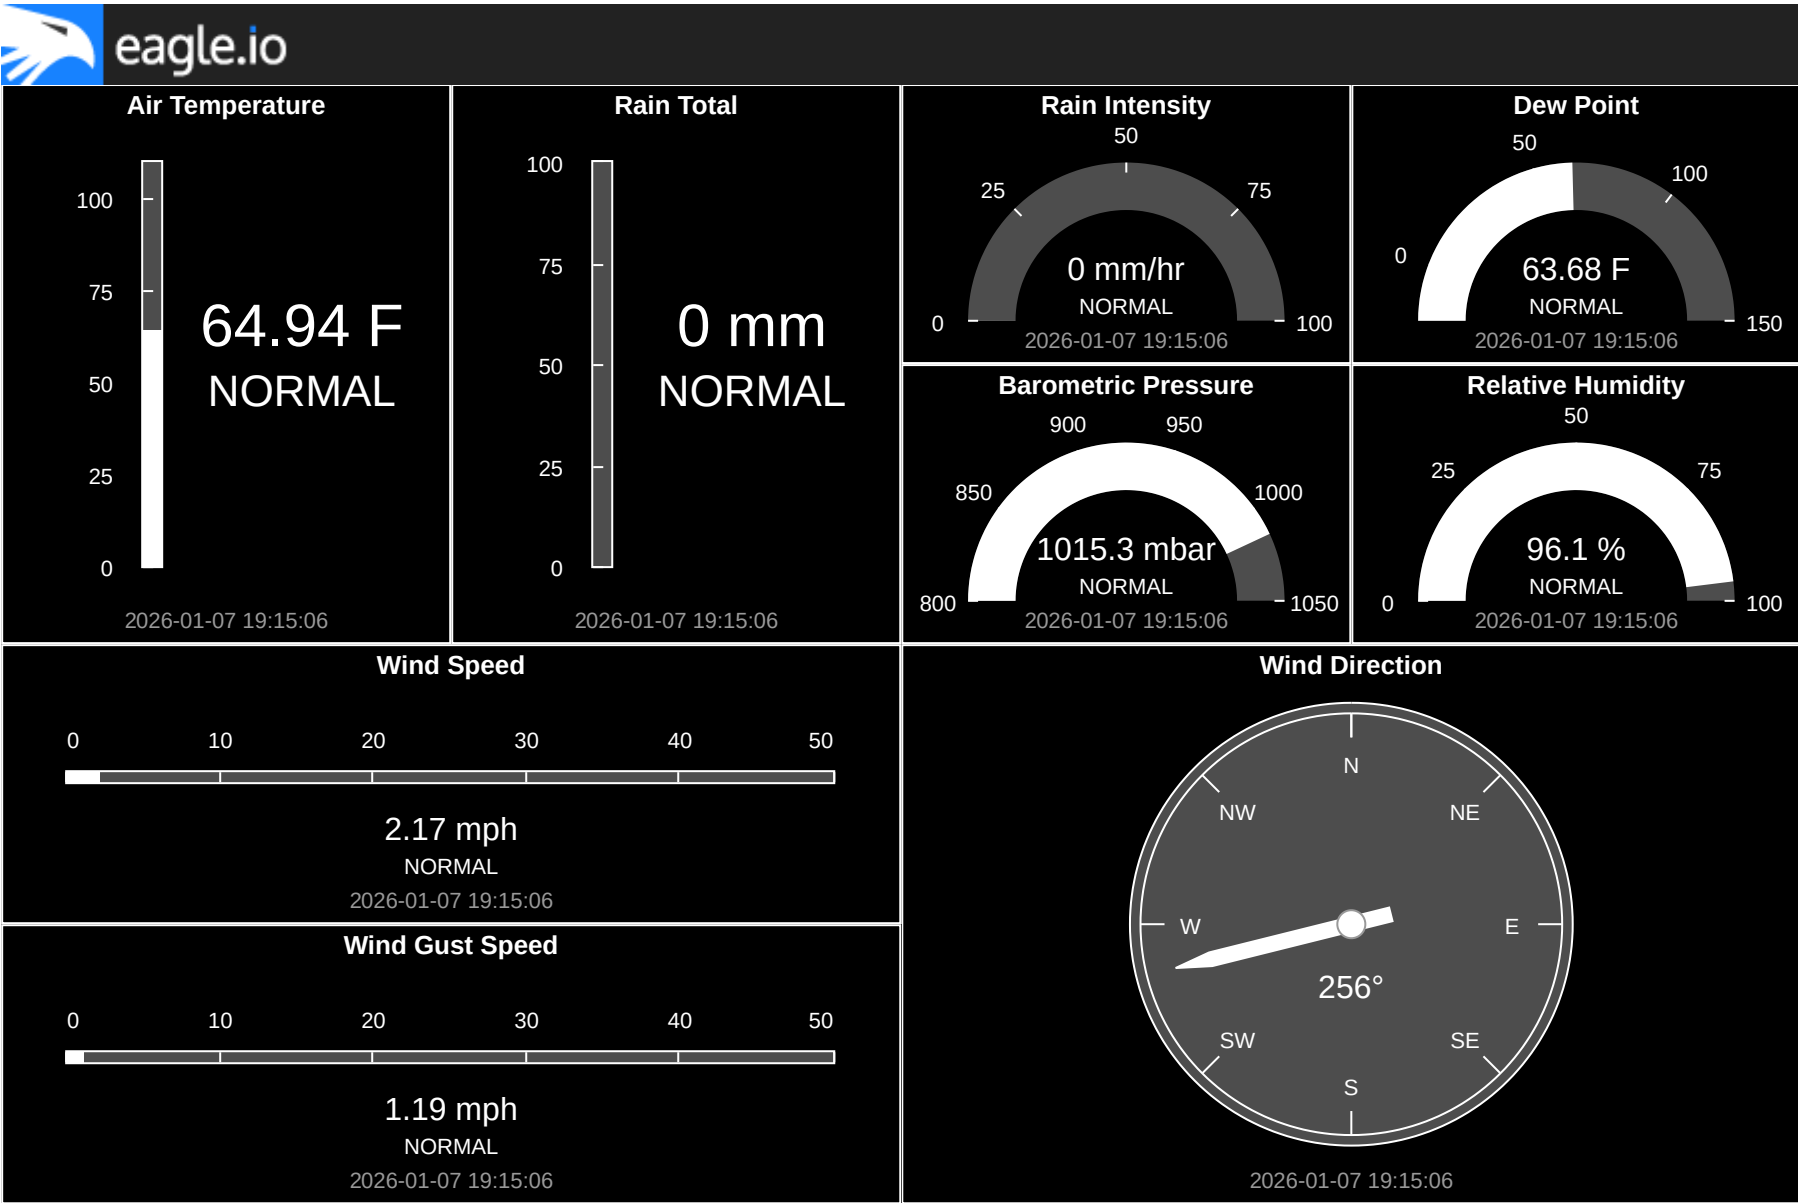 eagle.io
Air Temperature
100
75
50
25
0
64.94 F
NORMAL
2026-01-07 19:15:06
Rain Total
100
75
50
25
0
0 mm
NORMAL
2026-01-07 19:15:06
Rain Intensity
50
25
75
0
100
0 mm/hr
NORMAL
2026-01-07 19:15:06
Dew Point
50
100
0
150
63.68 F
NORMAL
2026-01-07 19:15:06
Barometric Pressure
900
950
850
1000
800
1050
1015.3 mbar
NORMAL
2026-01-07 19:15:06
Relative Humidity
50
25
75
0
100
96.1 %
NORMAL
2026-01-07 19:15:06
Wind Speed
0 10 20 30 40 50
2.17 mph
NORMAL
2026-01-07 19:15:06
Wind Gust Speed
0 10 20 30 40 50
1.19 mph
NORMAL
2026-01-07 19:15:06
Wind Direction
N
NW
NE
W
E
256°
SW
SE
S
2026-01-07 19:15:06